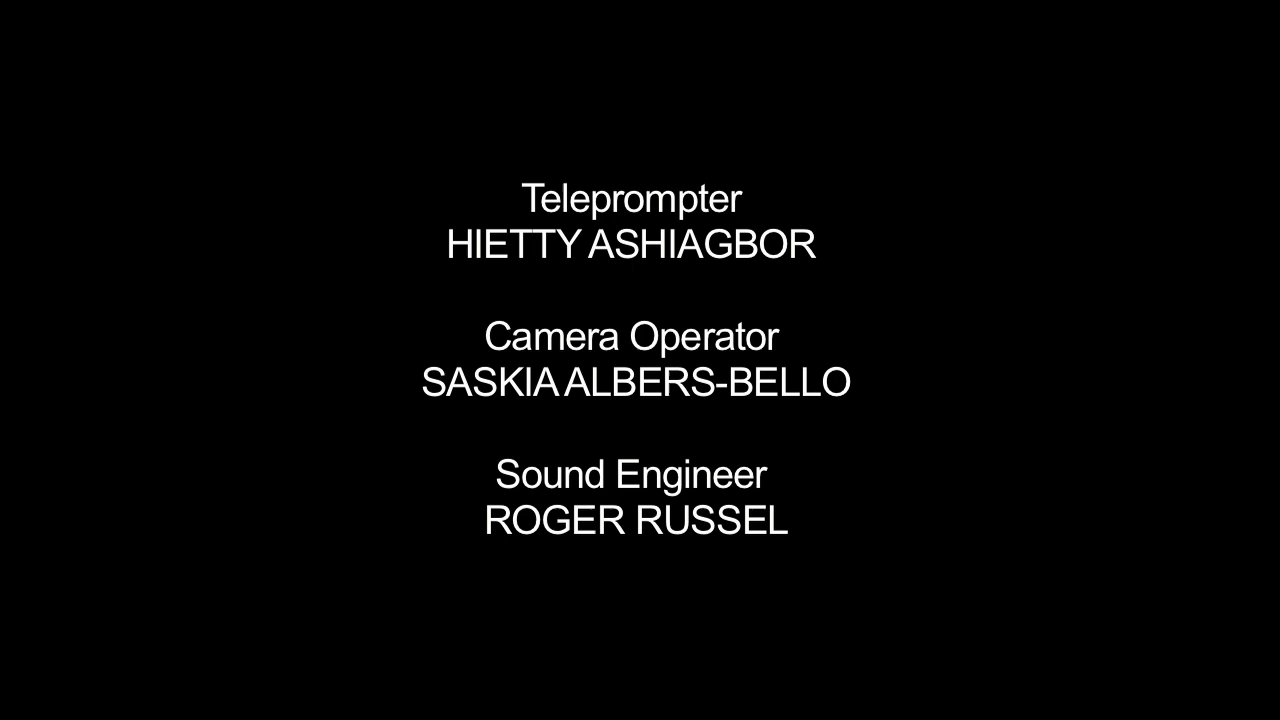 Teleprompter
HIETTY ASHIAGBOR
Camera Operator
SASKIA ALBERS-BELLO
Sound Engineer
ROGER RUSSEL